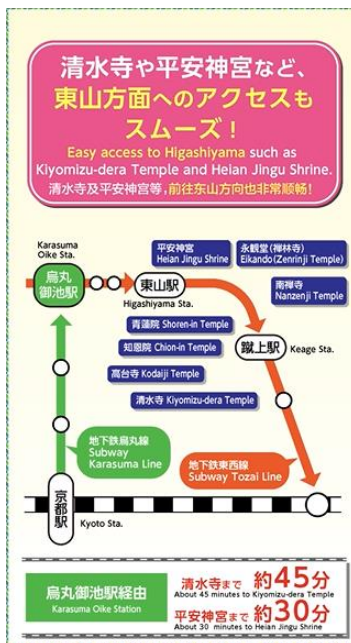 清水寺や平安神宮など、
東山方面へのアクセスも
スムーズ！
Easy access to Higashiyama such as
Kiyomizu-dera Temple and Heian Jingu Shrine.
清水寺及平安神宫等，前往东山方向也非常顺畅！
Karasuma
Oike Sta.
烏丸
御池駅
平安神宮
Heian Jingu Shrine
永観堂(禅林寺)
Eikando(Zenrinji Temple)
東山駅
Higashiyama Sta.
南禅寺
Nanzenji Temple
青蓮院 Shoren-in Temple
知恩院 Chion-in Temple
蹴上駅
Keage Sta.
高台寺 Kodaiji Temple
清水寺 Kiyomizu-dera Temple
地下鉄烏丸線
Subway
Karasuma Line
地下鉄東西線
Subway Tozai Line
京都駅
Kyoto Sta.
烏丸御池駅経由
Karasuma Oike Station
清水寺まで 約45分
About 45 minutes to Kiyomizu-dera Temple
平安神宮まで 約30分
About 30 minutes to Heian Jingu Shrine